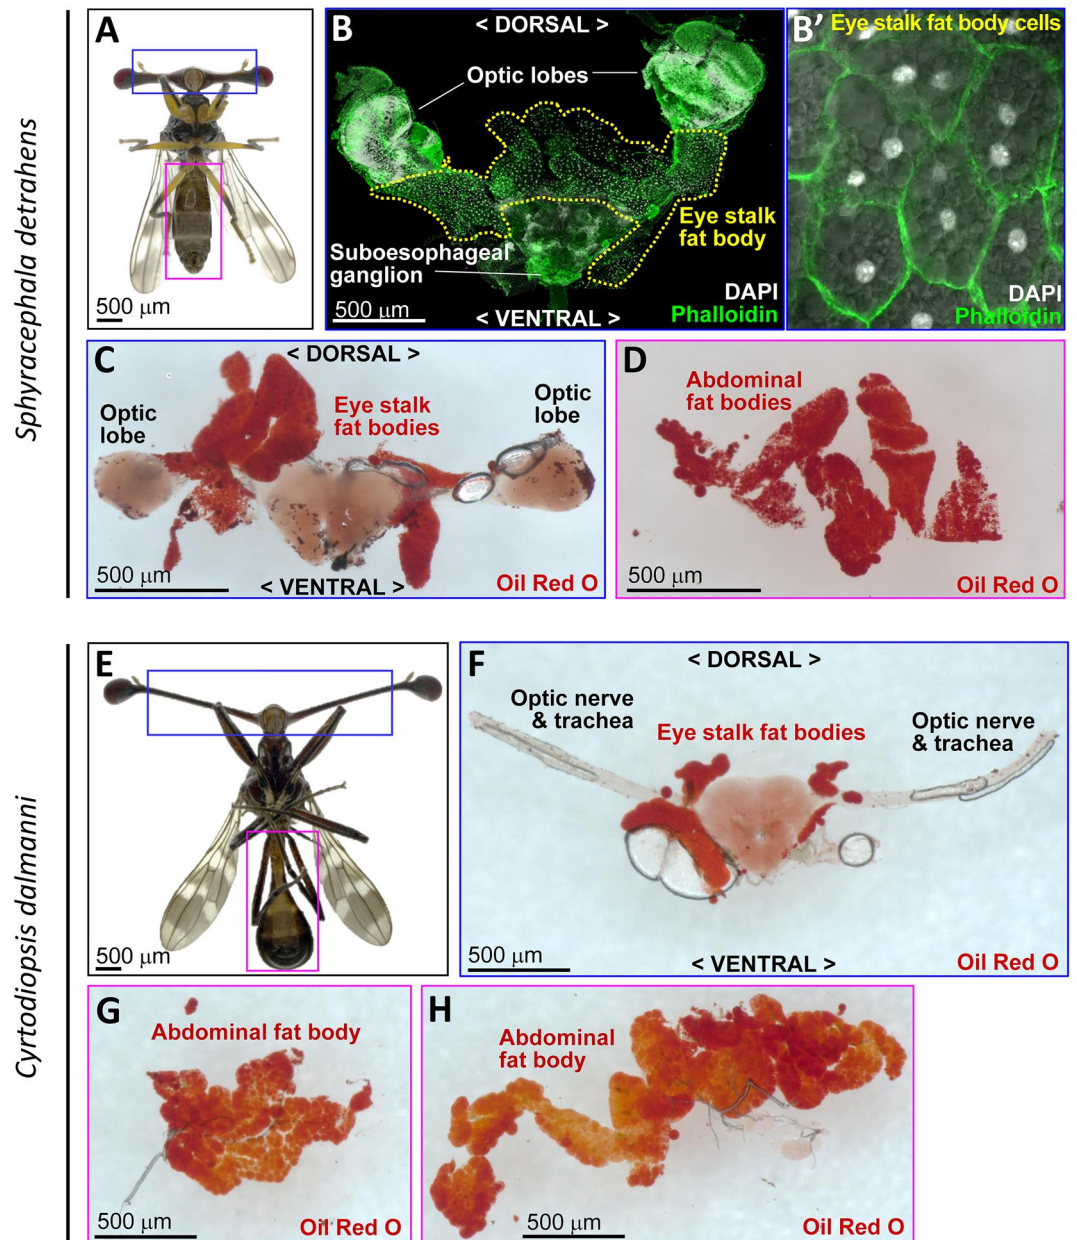 Sphyracephala detrahens
A
500 μm
B
< DORSAL >
Optic lobes
Eye stalk
fat body
Suboesophageal
ganglion
500 μm
< VENTRAL >
DAPI
Phalloidin
B’
Eye stalk fat body cells
DAPI
Phalloidin
C
< DORSAL >
Optic
lobe
Eye stalk
fat bodies
Optic
lobe
500 μm
< VENTRAL >
Oil Red O
D
Abdominal
fat bodies
500 μm
Oil Red O
Cyrtodiopsis dalmanni
E
500 μm
F
< DORSAL >
Optic nerve
& trachea
Eye stalk fat bodies
Optic nerve
& trachea
500 μm
< VENTRAL >
Oil Red O
G
Abdominal fat body
500 μm
Oil Red O
H
Abdominal
fat body
500 μm
Oil Red O